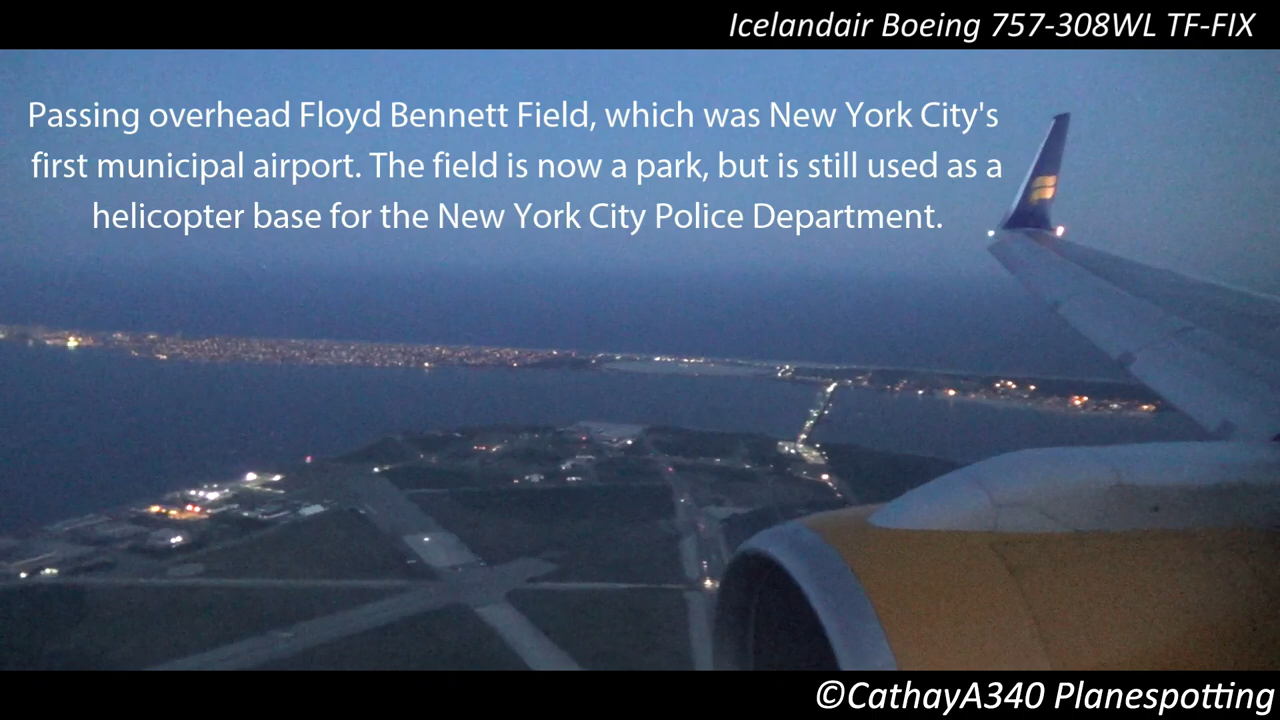 Icelandair Boeing 757-308WL TF-FIX
Passing overhead Floyd Bennett Field, which was New York City's
first municipal airport. The field is now a park, but is still used as a
helicopter base for the New York City Police Department.
©CathayA340 Planespotting